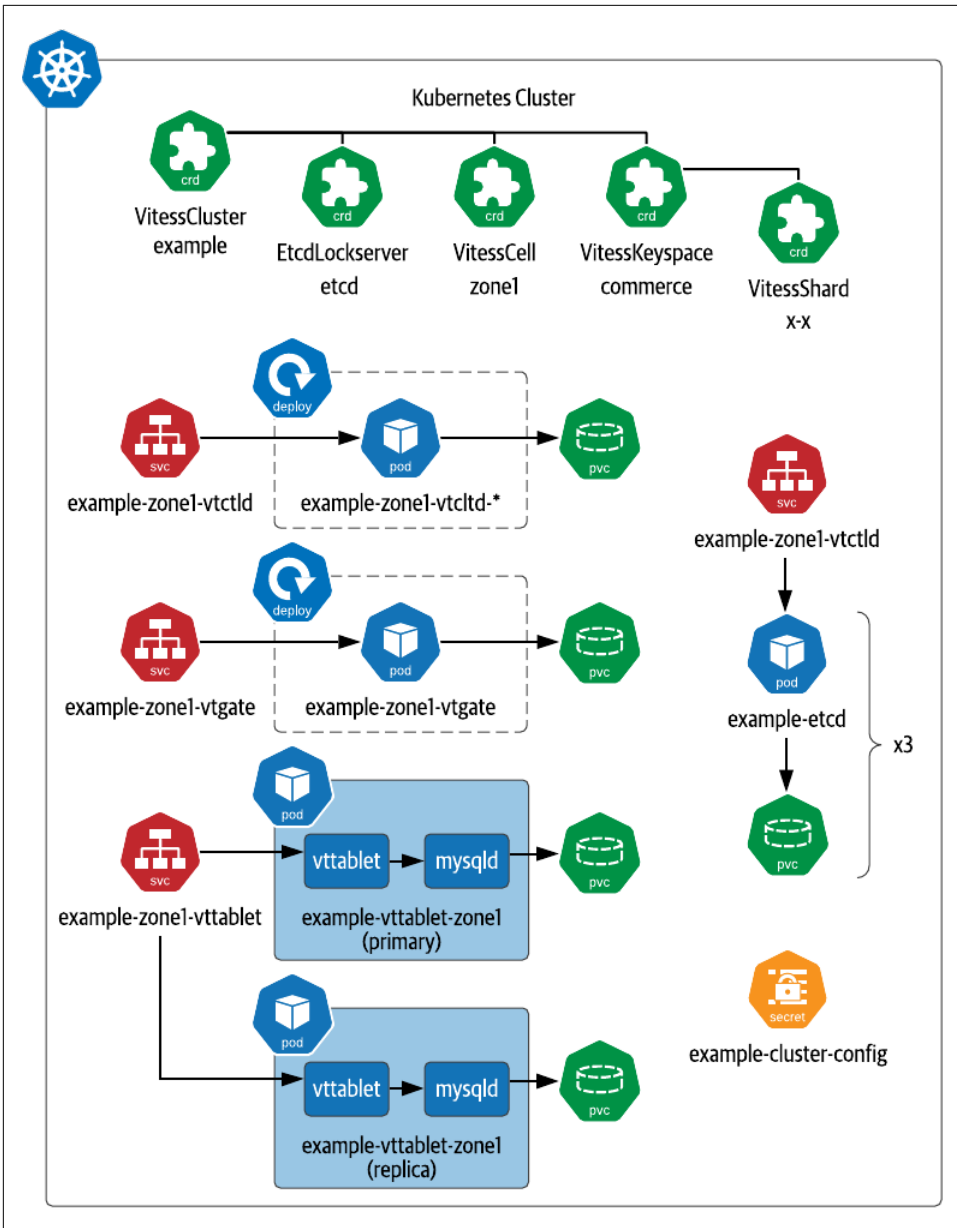 Kubernetes Cluster
crd
VitessCluster
example
crd
EtcdLockserver
etcd
crd
VitessCell
zone1
crd
VitessKeyspace
commerce
crd
VitessShard
x-x
deploy
svc
example-zone1-vtctld
pod
example-zone1-vtcltd-*
pvc
svc
example-zone1-vtctld
deploy
svc
example-zone1-vtgate
pod
example-zone1-vtgate
pvc
pod
example-etcd
x3
pvc
pod
svc
example-zone1-vttablet
vttablet
mysqld
example-vttablet-zone1
(primary)
pvc
pod
vttablet
mysqld
example-vttablet-zone1
(replica)
pvc
secret
example-cluster-config